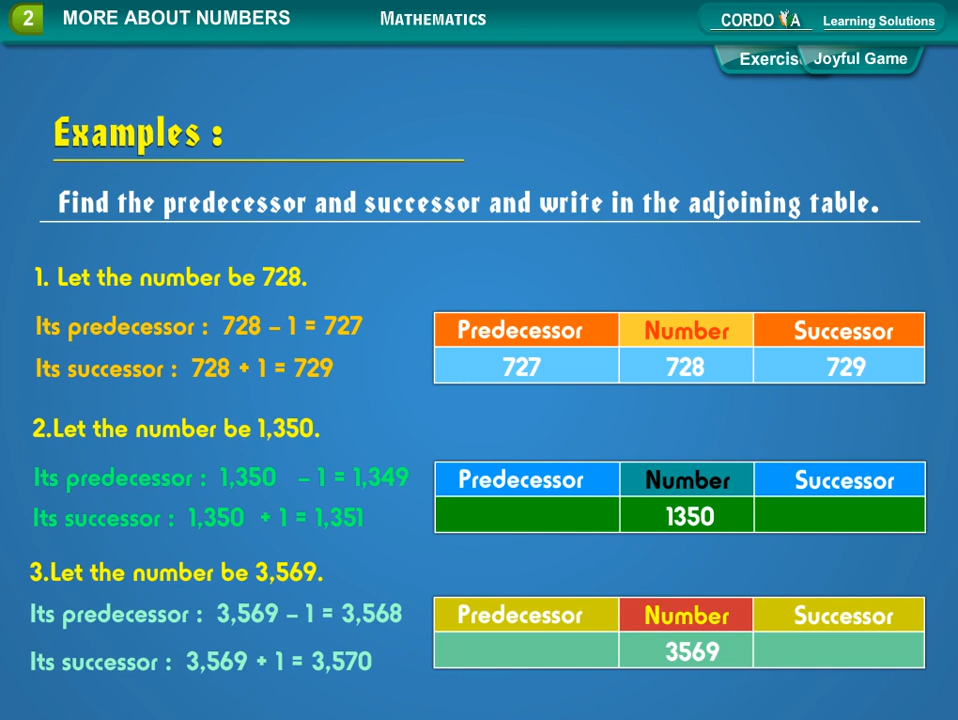 2 MORE ABOUT NUMBERS MATHEMATICS CORDOVA Learning Solutions
Joyful Game
Examples :
Find the predecessor and successor and write in the adjoining table.
1. Let the number be 728.
Its predecessor : 728 – 1 = 727
Its successor : 728 + 1 = 729
Predecessor Number Successor
727 728 729
2.Let the number be 1,350.
Its predecessor : 1,350 – 1 = 1,349
Its successor : 1,350 + 1 = 1,351
Predecessor Number Successor
1350
3.Let the number be 3,569.
Its predecessor : 3,569 – 1 = 3,568
Its successor : 3,569 + 1 = 3,570
Predecessor Number Successor
3569